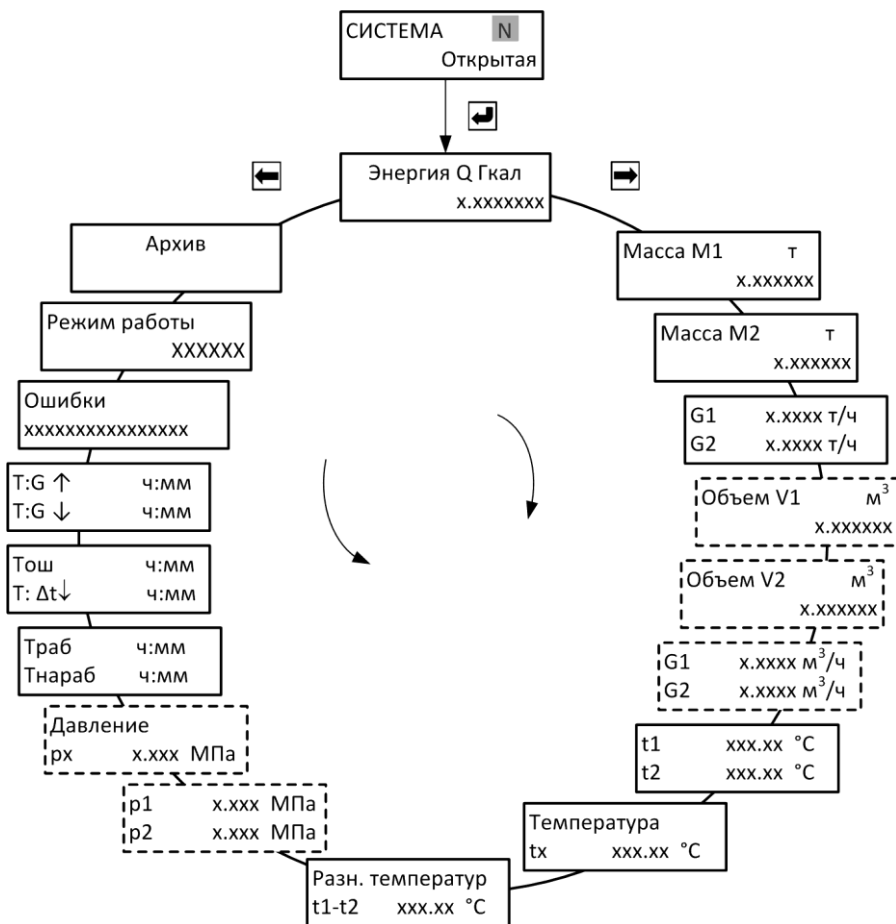 СИСТЕМА N
Открытая
Энергия Q Гкал
x.xxxxxxx
Масса M1 т
x.xxxxxx
Масса M2 т
x.xxxxxx
G1 x.xxxx т/ч
G2 x.xxxx т/ч
Объем V1 м³
x.xxxxxx
Объем V2 м³
x.xxxxxx
G1 x.xxxx м³/ч
G2 x.xxxx м³/ч
t1 xxx.xx °C
t2 xxx.xx °C
Температура
tx xxx.xx °C
Разн. температур
t1-t2 xxx.xx °C
p1 x.xxx МПа
p2 x.xxx МПа
Давление
px x.xxx МПа
Траб ч:мм
Тнараб ч:мм
Тош ч:мм
T: Δt↓ ч:мм
T:G ↑ ч:мм
T:G ↓ ч:мм
Ошибки
xxxxxxxxxxxxxxxx
Режим работы
XXXXXX
Архив